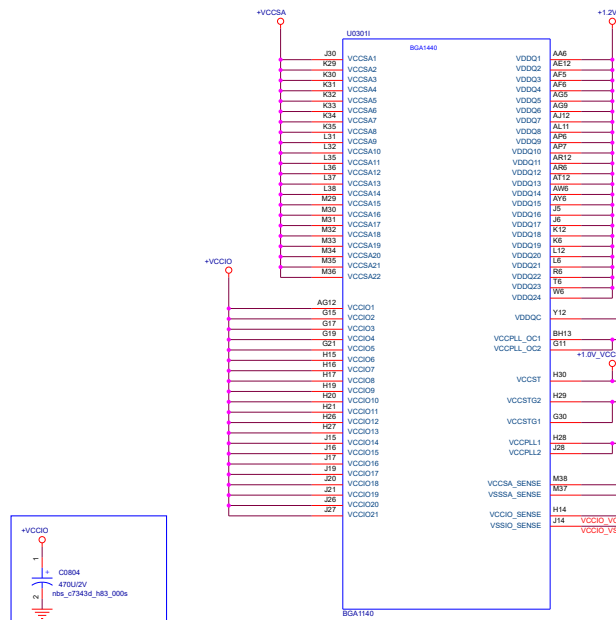 +VCCSA
+1.2V
U0301I
BGA1440
J30 VCCSA1
K29 VCCSA2
K30 VCCSA3
K31 VCCSA4
K32 VCCSA5
K33 VCCSA6
K34 VCCSA7
K35 VCCSA8
L31 VCCSA9
L32 VCCSA10
L35 VCCSA11
L36 VCCSA12
L37 VCCSA13
L38 VCCSA14
M29 VCCSA15
M30 VCCSA16
M31 VCCSA17
M32 VCCSA18
M33 VCCSA19
M34 VCCSA20
M35 VCCSA21
M36 VCCSA22
+VCCIO
AG12 VCCIO1
G15 VCCIO2
G17 VCCIO3
G19 VCCIO4
G21 VCCIO5
H15 VCCIO6
H16 VCCIO7
H17 VCCIO8
H19 VCCIO9
H20 VCCIO10
H21 VCCIO11
H26 VCCIO12
H27 VCCIO13
J15 VCCIO14
J16 VCCIO15
J17 VCCIO16
J19 VCCIO17
J20 VCCIO18
J21 VCCIO19
J26 VCCIO20
J27 VCCIO21
VDDQ1 AA6
VDDQ2 AE12
VDDQ3 AF5
VDDQ4 AF6
VDDQ5 AG5
VDDQ6 AG9
VDDQ7 AJ12
VDDQ8 AL11
VDDQ9 AP6
VDDQ10 AP7
VDDQ11 AR12
VDDQ12 AR6
VDDQ13 AT12
VDDQ14 AW6
VDDQ15 AY6
VDDQ16 J5
VDDQ17 J6
VDDQ18 K12
VDDQ19 K6
VDDQ20 L12
VDDQ21 L6
VDDQ22 R6
VDDQ23 T6
VDDQ24 W6
VDDQC Y12
VCCPLL_OC1 BH13
VCCPLL_OC2 G11
+1.0V_VCC
VCCST H30
VCCSTG2 H29
VCCSTG1 G30
VCCPLL1 H28
VCCPLL2 J28
VCCSA_SENSE M38
VSSSA_SENSE M37
VCCIO_SENSE H14
VSSIO_SENSE J14
VCCIO_VC
VCCIO_VS
BGA1140
+VCCIO
1
+
C0804
470U/2V
nbs_c7343d_h83_000s
2